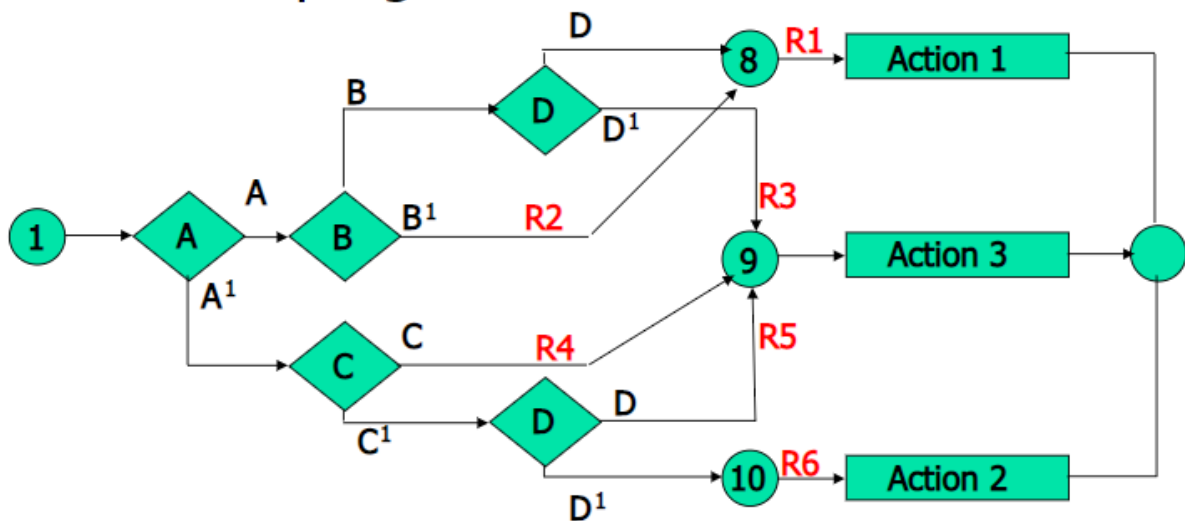 D
8
R1
Action 1
B
D
D¹
A
B¹
R2
R3
1
A
B
9
Action 3
A¹
C
R4
R5
C
D
D
C¹
10
R6
Action 2
D¹